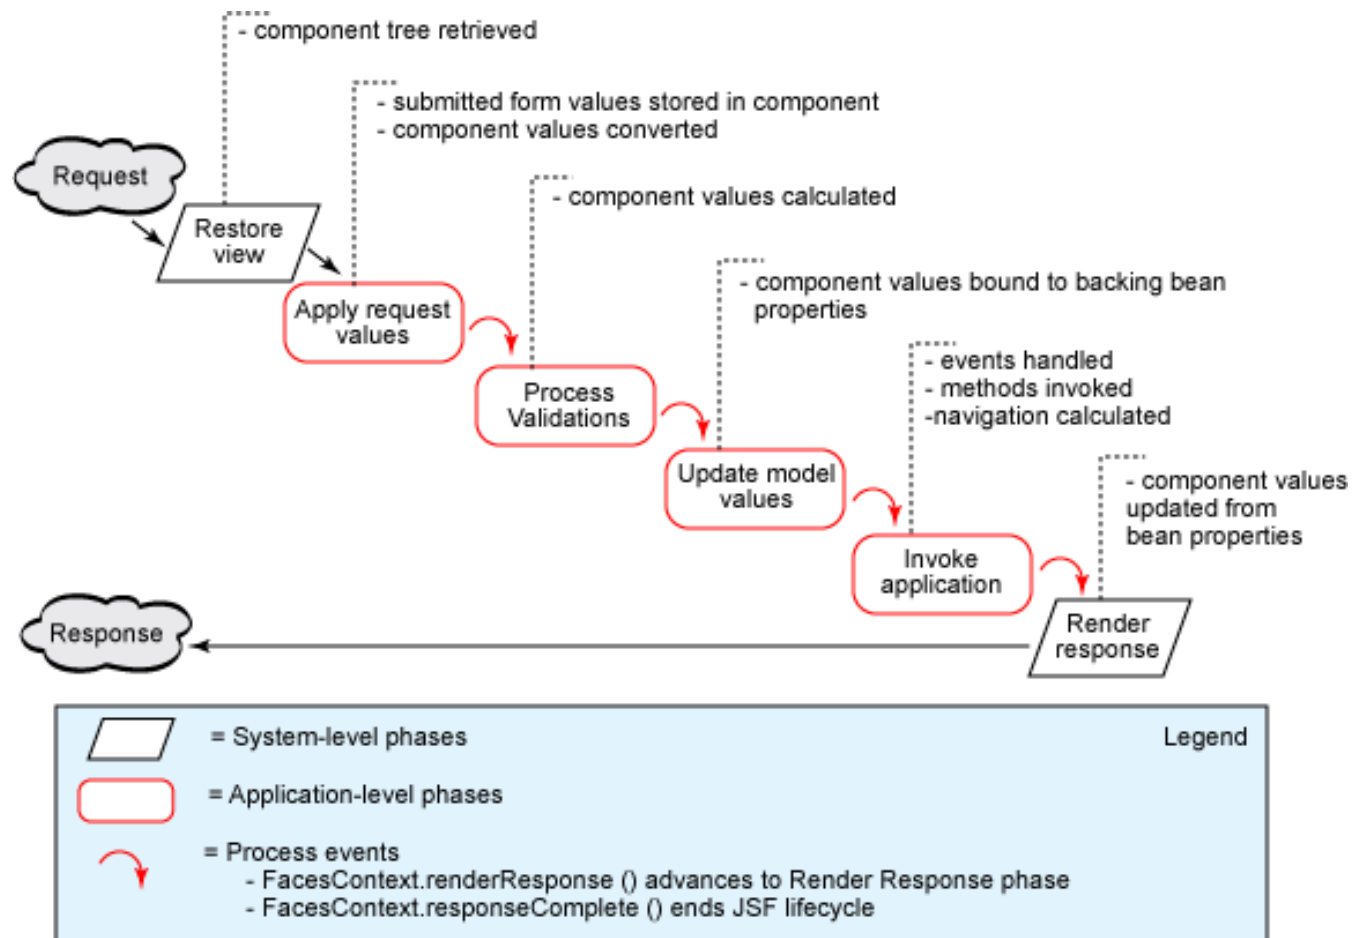 - component tree retrieved
- submitted form values stored in component
- component values converted
Request
- component values calculated
Restore
view
- component values bound to backing bean
properties
Apply request
values
- events handled
- methods invoked
-navigation calculated
Process
Validations
Update model
values
- component values
updated from
bean properties
Invoke
application
Response
Render
response
Legend
= System-level phases
= Application-level phases
= Process events
- FacesContext.renderResponse () advances to Render Response phase
- FacesContext.responseComplete () ends JSF lifecycle